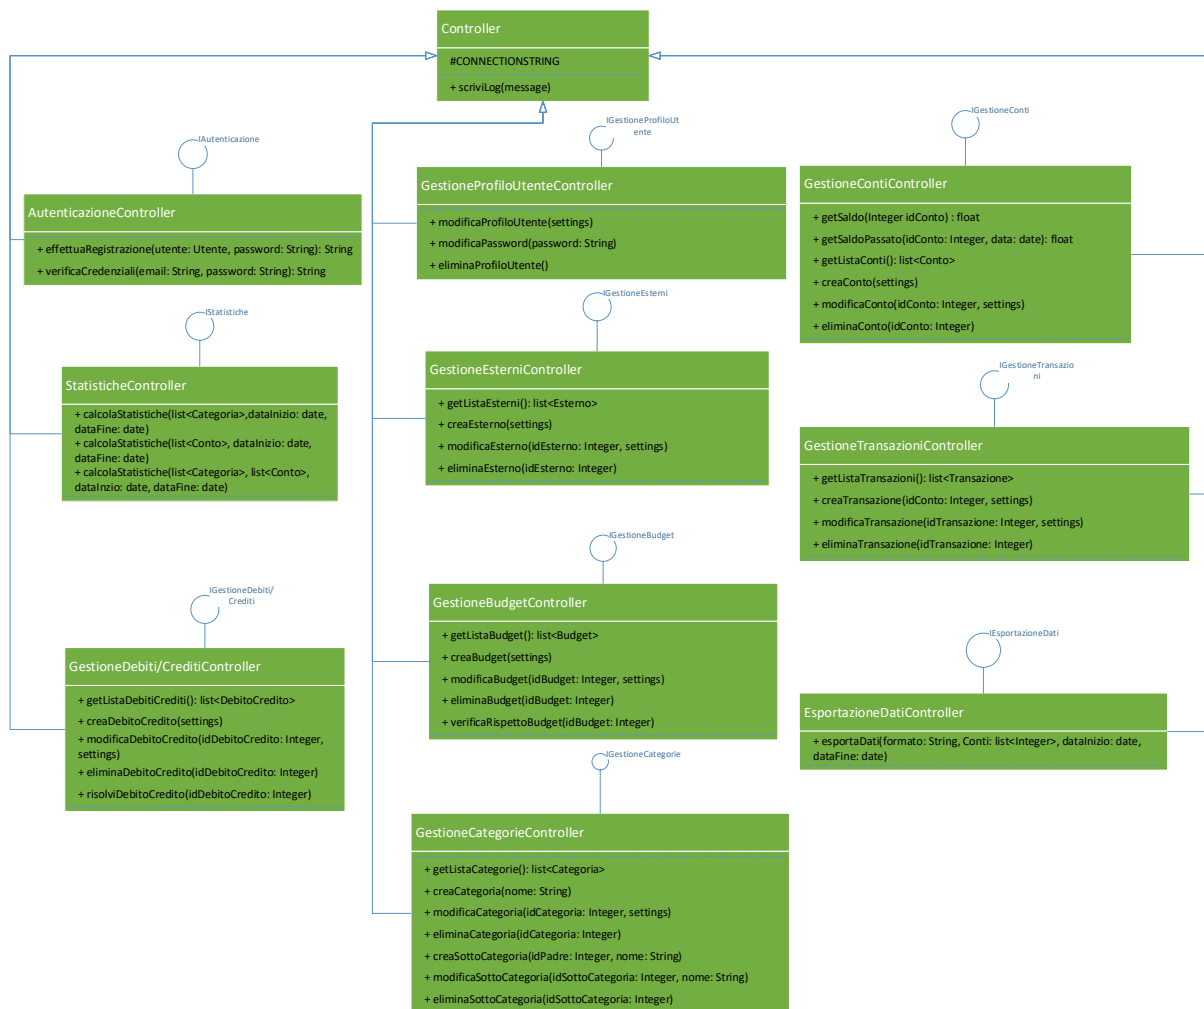 Controller
#CONNECTIONSTRING
+ scriviLog(message)
IAutenticazione
AutenticazioneController
+ effettuaRegistrazione(utente: Utente, password: String): String
+ verificaCredenziali(email: String, password: String): String
IStatistiche
StatisticheController
+ calcolaStatistiche(list<Categoria>,dataInizio: date,
dataFine: date)
+ calcolaStatistiche(list<Conto>, dataInizio: date,
dataFine: date)
+ calcolaStatistiche(list<Categoria>, list<Conto>,
dataInzio: date, dataFine: date)
IGestioneDebiti/
Crediti
GestioneDebiti/CreditiController
+ getListaDebitiCrediti(): list<DebitoCredito>
+ creaDebitoCredito(settings)
+ modificaDebitoCredito(idDebitoCredito: Integer,
settings)
+ eliminaDebitoCredito(idDebitoCredito: Integer)
+ risolviDebitoCredito(idDebitoCredito: Integer)
IGestioneProfiloUt
ente
GestioneProfiloUtenteController
+ modificaProfiloUtente(settings)
+ modificaPassword(password: String)
+ eliminaProfiloUtente()
IGestioneEsterni
GestioneEsterniController
+ getListaEsterni(): list<Esterno>
+ creaEsterno(settings)
+ modificaEsterno(idEsterno: Integer, settings)
+ eliminaEsterno(idEsterno: Integer)
IGestioneBudget
GestioneBudgetController
+ getListaBudget(): list<Budget>
+ creaBudget(settings)
+ modificaBudget(idBudget: Integer, settings)
+ eliminaBudget(idBudget: Integer)
+ verificaRispettoBudget(idBudget: Integer)
IGestioneCategorie
GestioneCategorieController
+ getListaCategorie(): list<Categoria>
+ creaCategoria(nome: String)
+ modificaCategoria(idCategoria: Integer, settings)
+ eliminaCategoria(idCategoria: Integer)
+ creaSottoCategoria(idPadre: Integer, nome: String)
+ modificaSottoCategoria(idSottoCategoria: Integer, nome: String)
+ eliminaSottoCategoria(idSottoCategoria: Integer)
IGestioneConti
GestioneContiController
+ getSaldo(Integer idConto) : float
+ getSaldoPassato(idConto: Integer, data: date): float
+ getListaConti(): list<Conto>
+ creaConto(settings)
+ modificaConto(idConto: Integer, settings)
+ eliminaConto(idConto: Integer)
IGestioneTransazio
ni
GestioneTransazioniController
+ getListaTransazioni(): list<Transazione>
+ creaTransazione(idConto: Integer, settings)
+ modificaTransazione(idTransazione: Integer, settings)
+ eliminaTransazione(idTransazione: Integer)
IEsportazioneDati
EsportazioneDatiController
+ esportaDati(formato: String, Conti: list<Integer>, dataInizio: date,
dataFine: date)